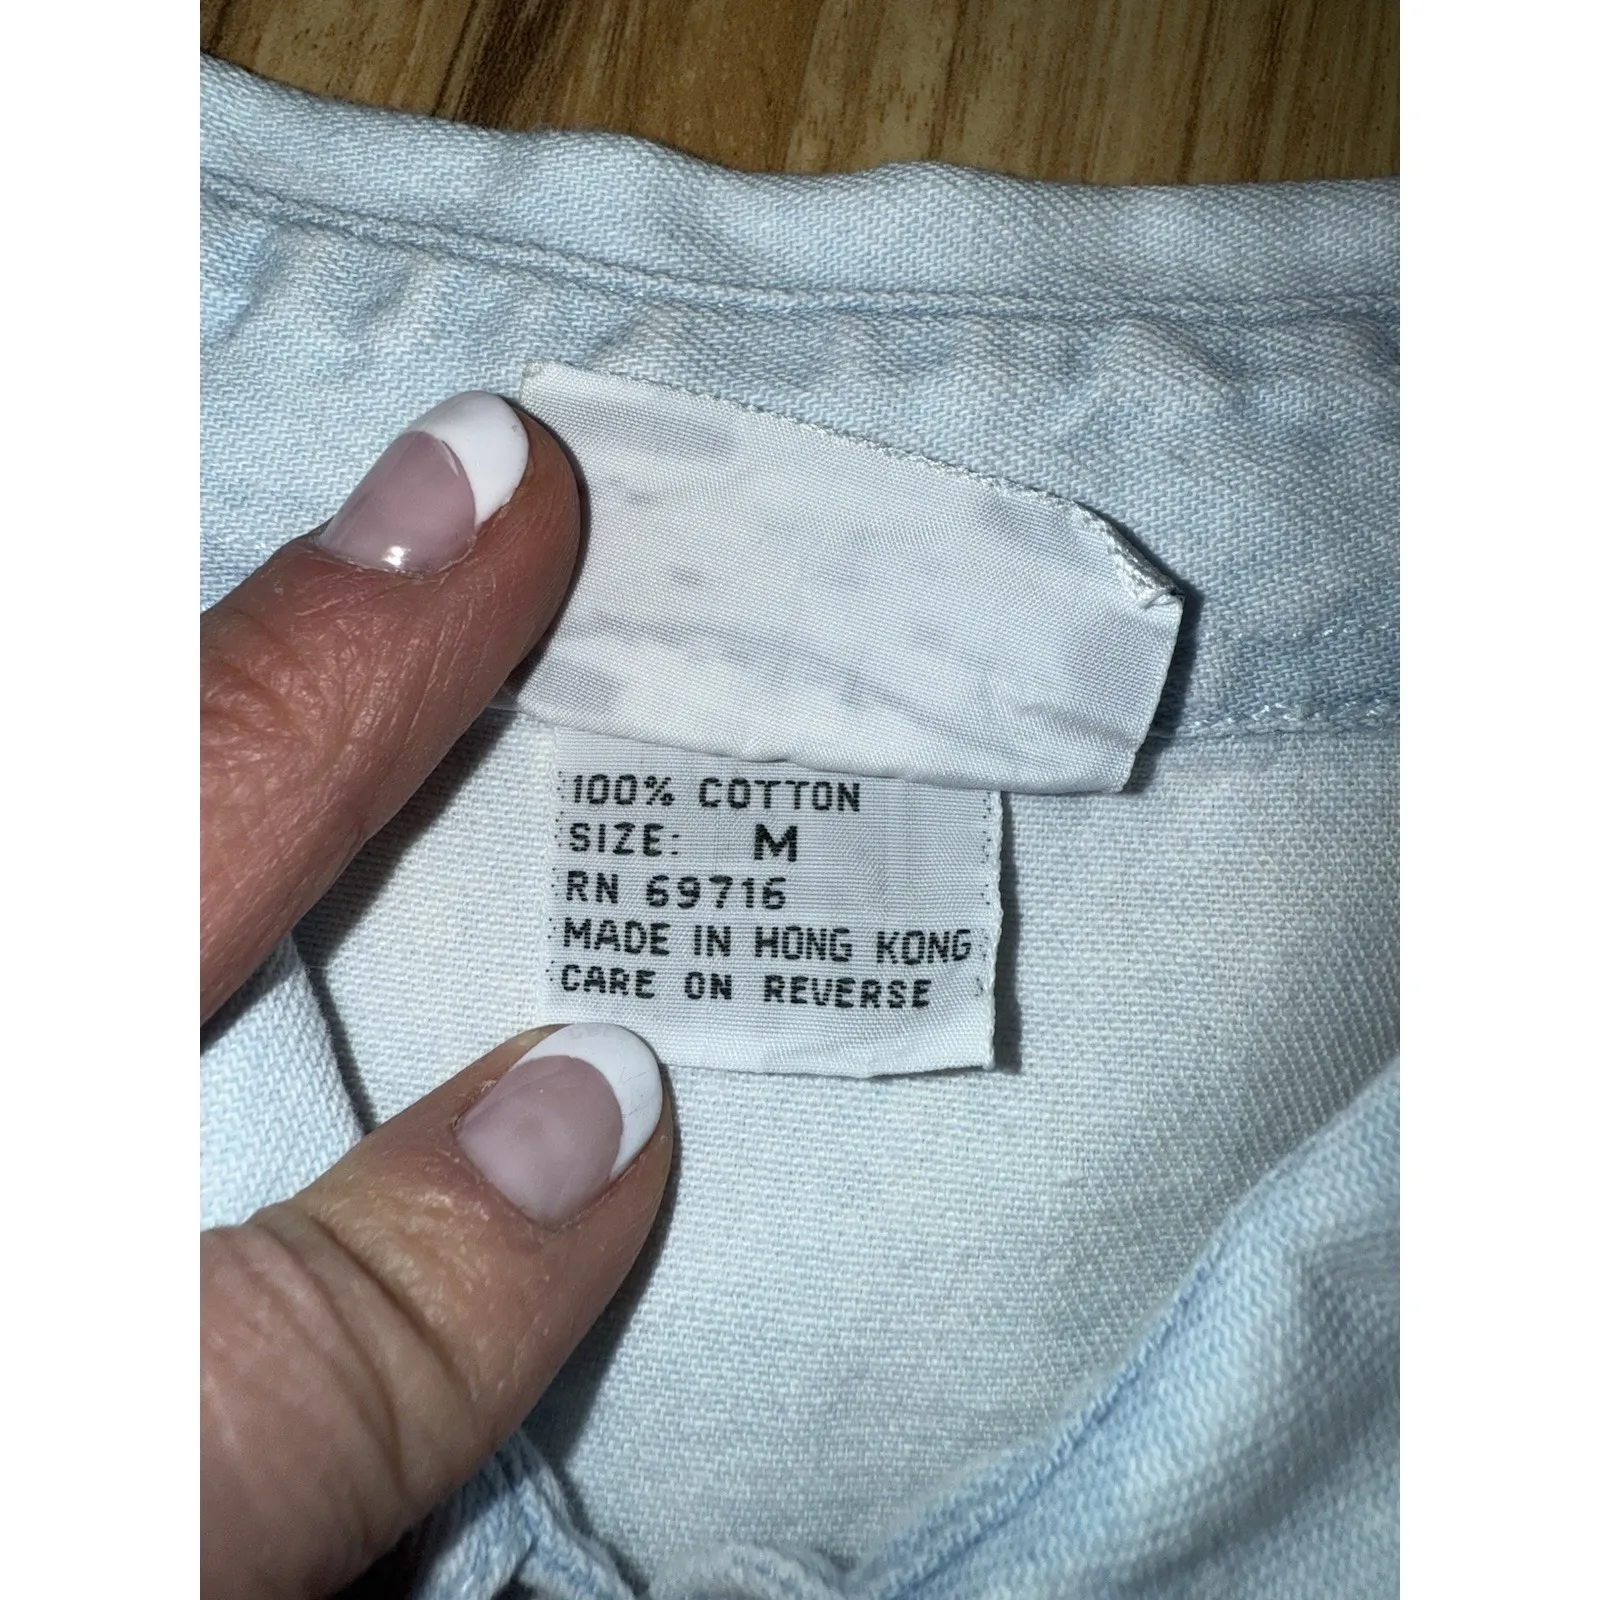 100% COTTON
SIZE: M
RN 69716
MADE IN HONG KONG
CARE ON REVERSE